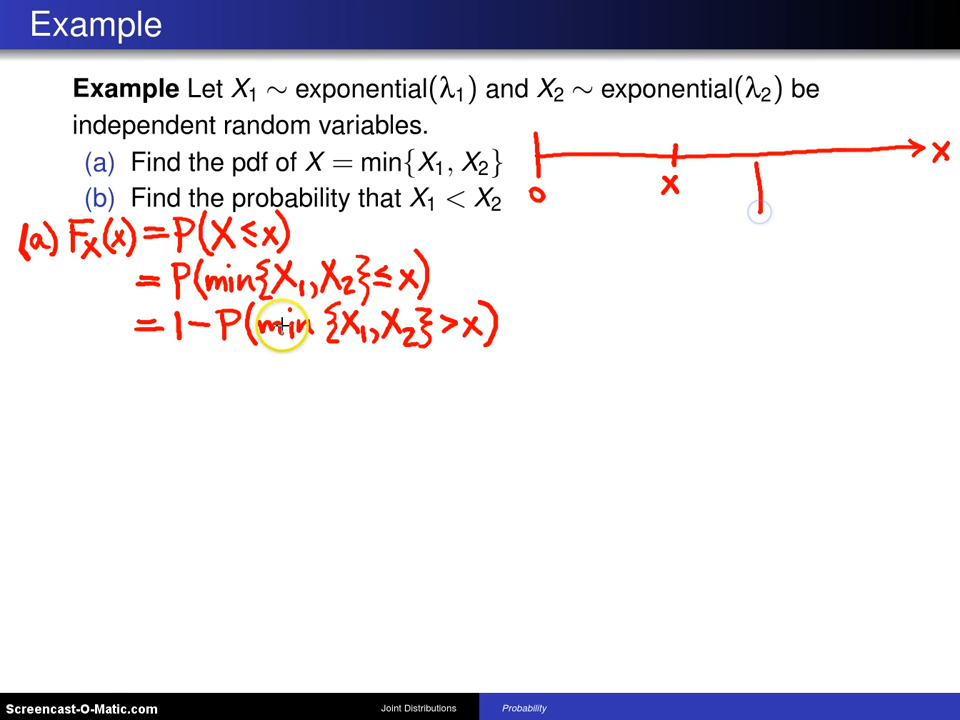 Example
Example Let X₁ ∼ exponential(λ₁) and X₂ ∼ exponential(λ₂) be
independent random variables.
(a) Find the pdf of X = min{X₁, X₂}
(b) Find the probability that X₁ < X₂
0 x x
(a) F_X(x) = P(X ≤ x)
= P(min{X₁, X₂} ≤ x)
= 1 − P(min {X₁, X₂} > x)
Screencast-O-Matic.com Joint Distributions Probability